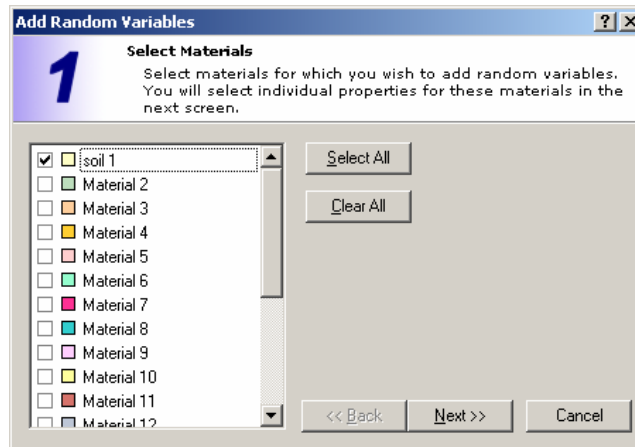 Add Random Variables
1
Select Materials
Select materials for which you wish to add random variables.
You will select individual properties for these materials in the
next screen.
soil 1
Material 2
Material 3
Material 4
Material 5
Material 6
Material 7
Material 8
Material 9
Material 10
Material 11
Material 12
Select All
Clear All
<< Back
Next >>
Cancel